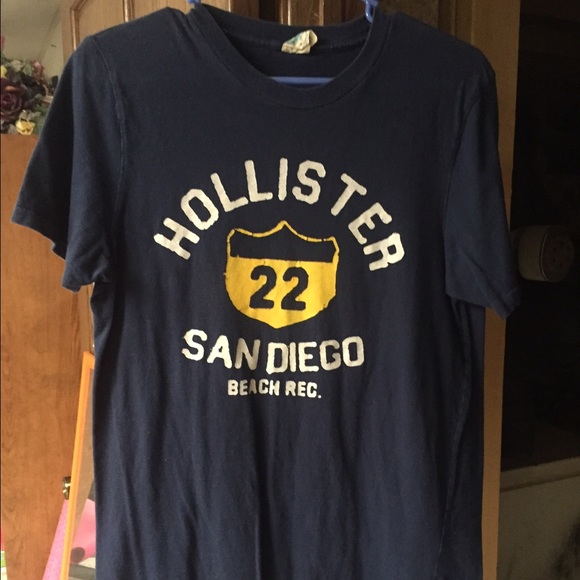 HOLLISTER
22
SAN DIEGO
BEACH REC.